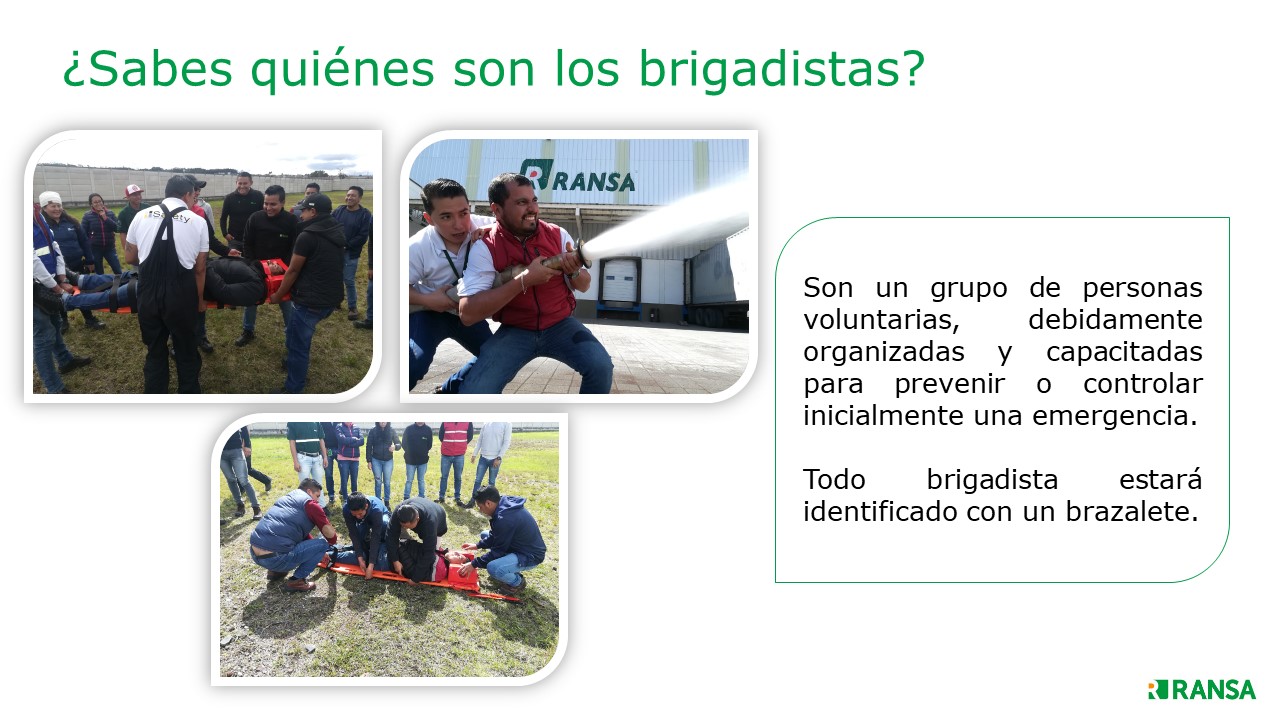 ¿Sabes quiénes son los brigadistas?
Safety
RANSA
Son un grupo de personas
voluntarias, debidamente
organizadas y capacitadas
para prevenir o controlar
inicialmente una emergencia.
Todo brigadista estará
identificado con un brazalete.
RANSA